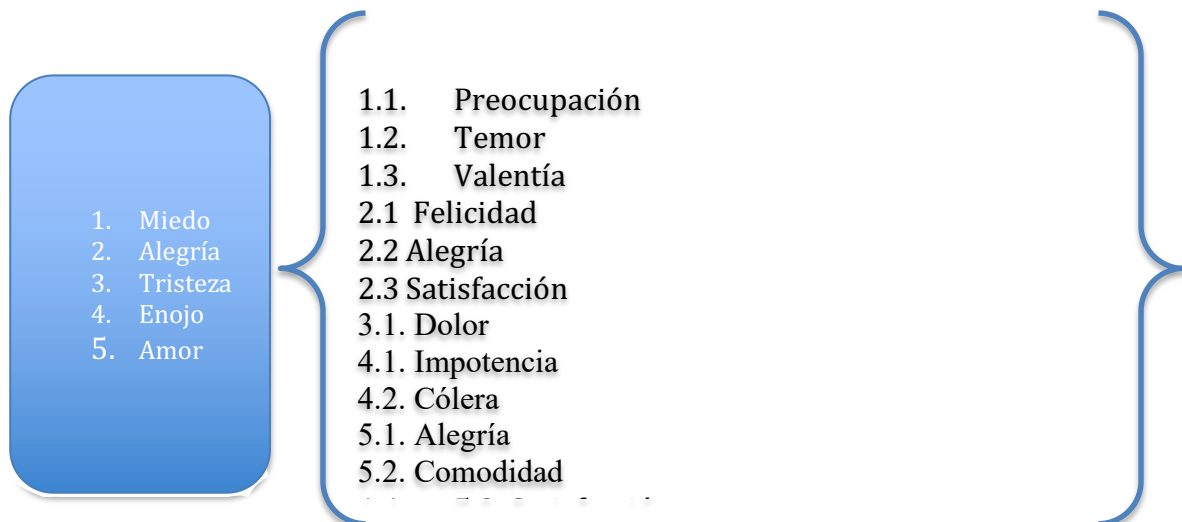 1. Miedo
2. Alegría
3. Tristeza
4. Enojo
5. Amor
1.1. Preocupación
1.2. Temor
1.3. Valentía
2.1 Felicidad
2.2 Alegría
2.3 Satisfacción
3.1. Dolor
4.1. Impotencia
4.2. Cólera
5.1. Alegría
5.2. Comodidad